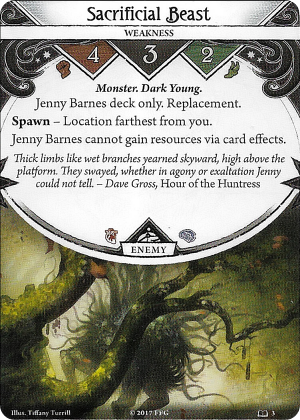 Sacrificial Beast
WEAKNESS
4 3 2
Monster. Dark Young.
Jenny Barnes deck only. Replacement.
Spawn – Location farthest from you.
Jenny Barnes cannot gain resources via card effects.
Thick limbs like wet branches yearned skyward, high above the
platform. They swayed, whether in agony or exaltation Jenny
could not tell. – Dave Gross, Hour of the Huntress
ENEMY
Illus. Tiffany Turrill
© 2017 FFG
3